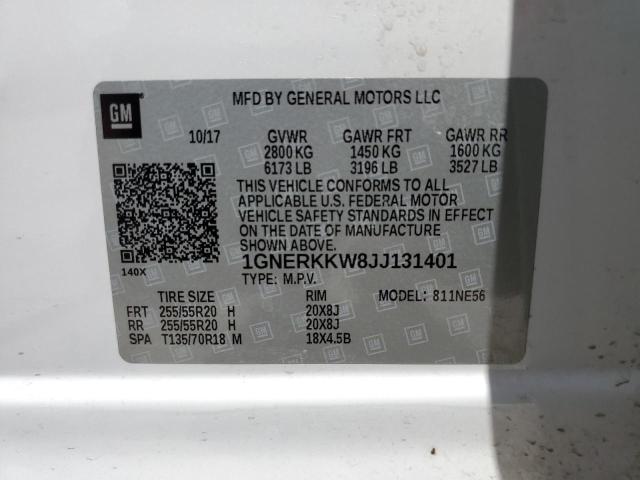 GM
MFD BY GENERAL MOTORS LLC
10/17 GVWR GAWR FRT GAWR RR
2800 KG 1450 KG 1600 KG
6173 LB 3196 LB 3527 LB
THIS VEHICLE CONFORMS TO ALL
APPLICABLE U.S. FEDERAL MOTOR
VEHICLE SAFETY STANDARDS IN EFFECT
ON THE DATE OF MANUFACTURE
SHOWN ABOVE.
140X
1GNERKKW8JJ131401
TYPE: M.P.V.
TIRE SIZE RIM MODEL: 811NE56
FRT 255/55R20 H 20X8J
RR 255/55R20 H 20X8J
SPA T135/70R18 M 18X4.5B